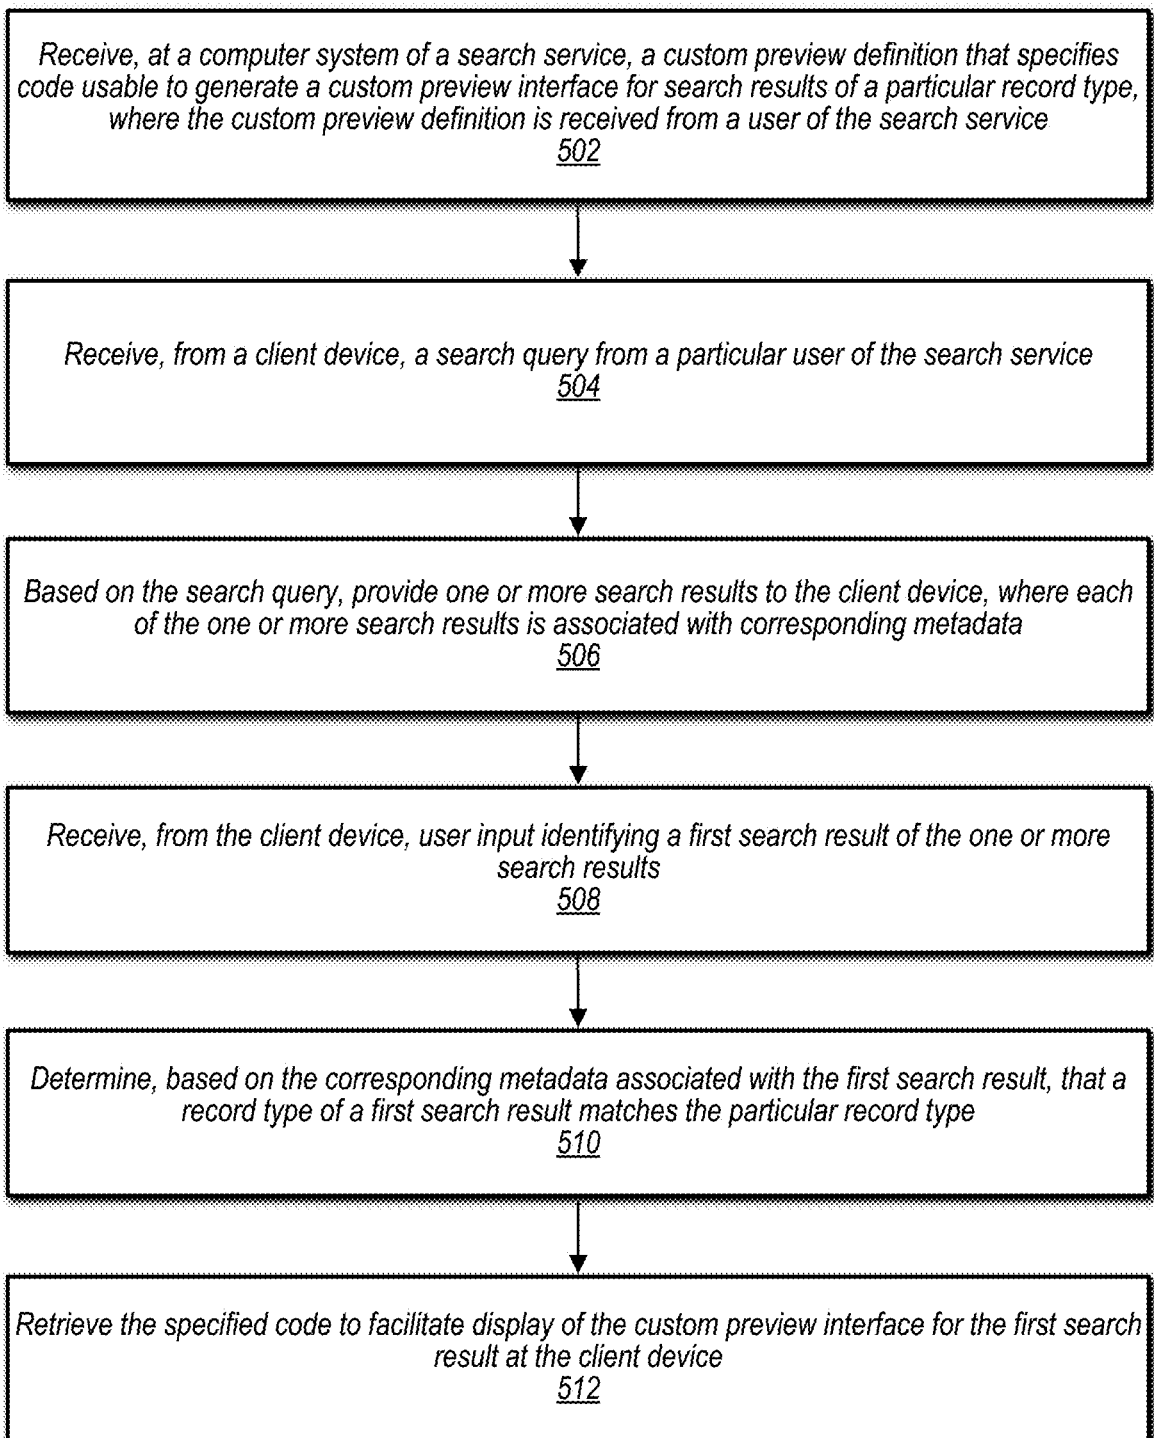 Receive, at a computer system of a search service, a custom preview definition that specifies
code usable to generate a custom preview interface for search results of a particular record type,
where the custom preview definition is received from a user of the search service
502
Receive, from a client device, a search query from a particular user of the search service
504
Based on the search query, provide one or more search results to the client device, where each
of the one or more search results is associated with corresponding metadata
506
Receive, from the client device, user input identifying a first search result of the one or more
search results
508
Determine, based on the corresponding metadata associated with the first search result, that a
record type of a first search result matches the particular record type
510
Retrieve the specified code to facilitate display of the custom preview interface for the first search
result at the client device
512